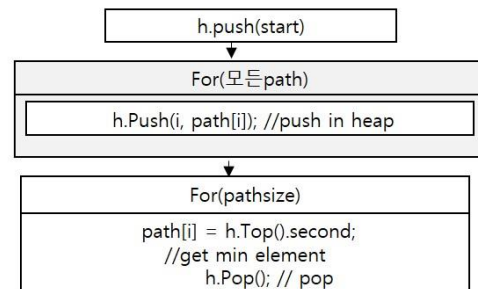 h.push(start)
For(모든path)
h.Push(i, path[i]); //push in heap
For(pathsize)
path[i] = h.Top().second;
//get min element
h.Pop(); // pop